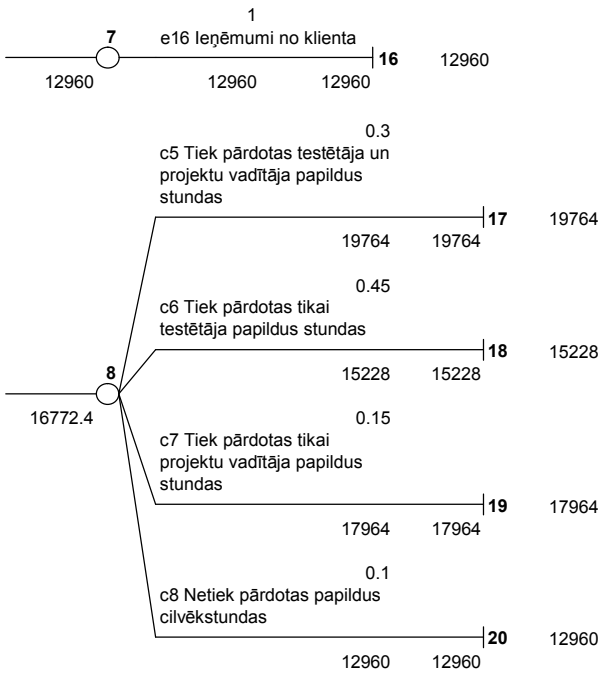 1
7
e16 Ieņēmumi no klienta
16 12960
12960 12960 12960
0.3
c5 Tiek pārdotas testētāja un
projektu vadītāja papildus
stundas
17 19764
19764 19764
0.45
c6 Tiek pārdotas tikai
testētāja papildus stundas
18 15228
15228 15228
8
16772.4
0.15
c7 Tiek pārdotas tikai
projektu vadītāja papildus
stundas
19 17964
17964 17964
0.1
c8 Netiek pārdotas papildus
cilvēkstundas
20 12960
12960 12960